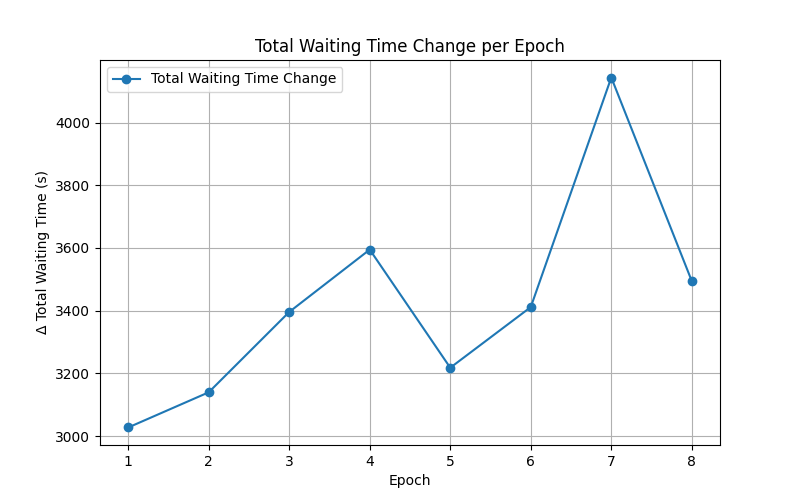 Total Waiting Time Change per Epoch
Total Waiting Time Change
4000
3800
3600
3400
3200
3000
Δ Total Waiting Time (s)
1 2 3 4 5 6 7 8
Epoch